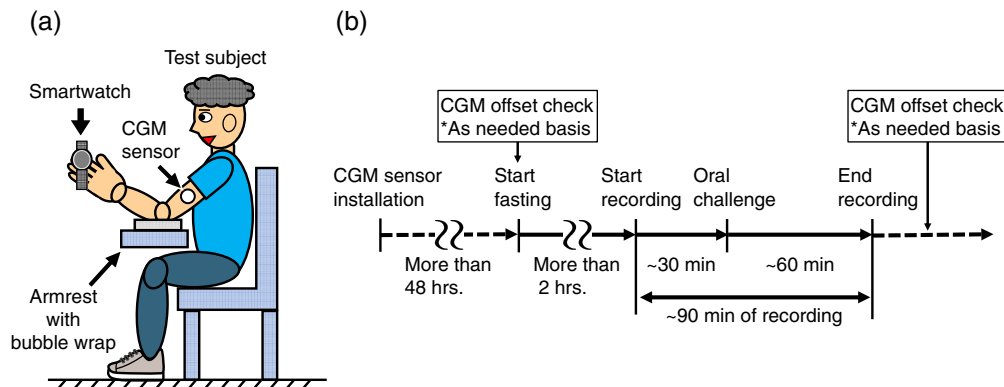 (a)
Test subject
Smartwatch
CGM
sensor
Armrest
with
bubble wrap
(b)
CGM offset check
*As needed basis
CGM offset check
*As needed basis
CGM sensor
installation
Start
fasting
Start
recording
Oral
challenge
End
recording
More than
48 hrs.
More than
2 hrs.
~30 min
~60 min
~90 min of recording